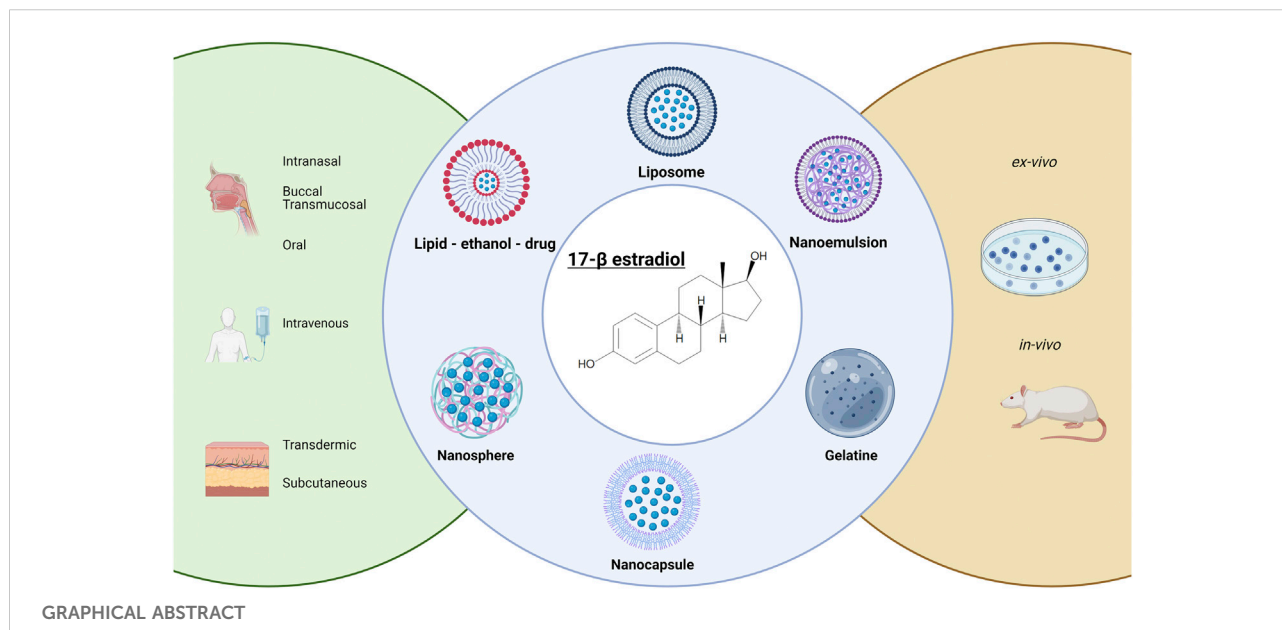 Intranasal
Buccal
Transmucosal
Oral
Intravenous
Transdermic
Subcutaneous
Liposome
Lipid - ethanol - drug
Nanoemulsion
17-β estradiol
OH
H
H
H
HO
Nanosphere
Gelatine
Nanocapsule
ex-vivo
in-vivo
GRAPHICAL ABSTRACT